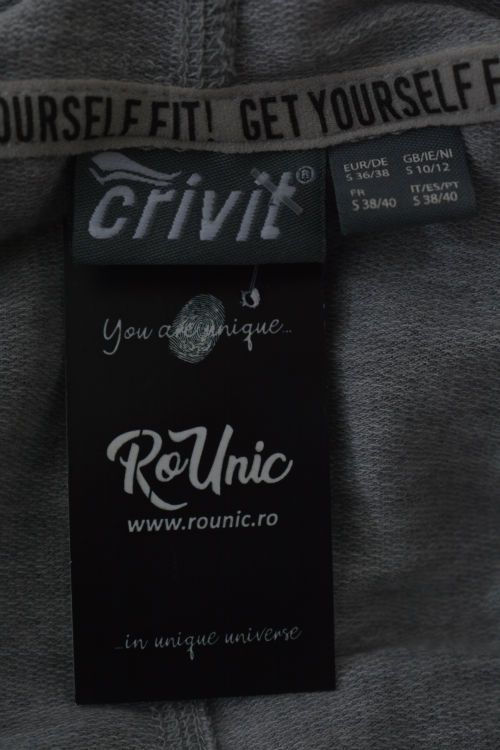 OURSELF FIT! GET YOURSELF F
crivit®
EUR/DE GB/IE/NI
S 36/38 S 10/12
FR IT/ES/PT
S 38/40 S 38/40
You are unique...
RoUnic
www.rounic.ro
...in unique universe